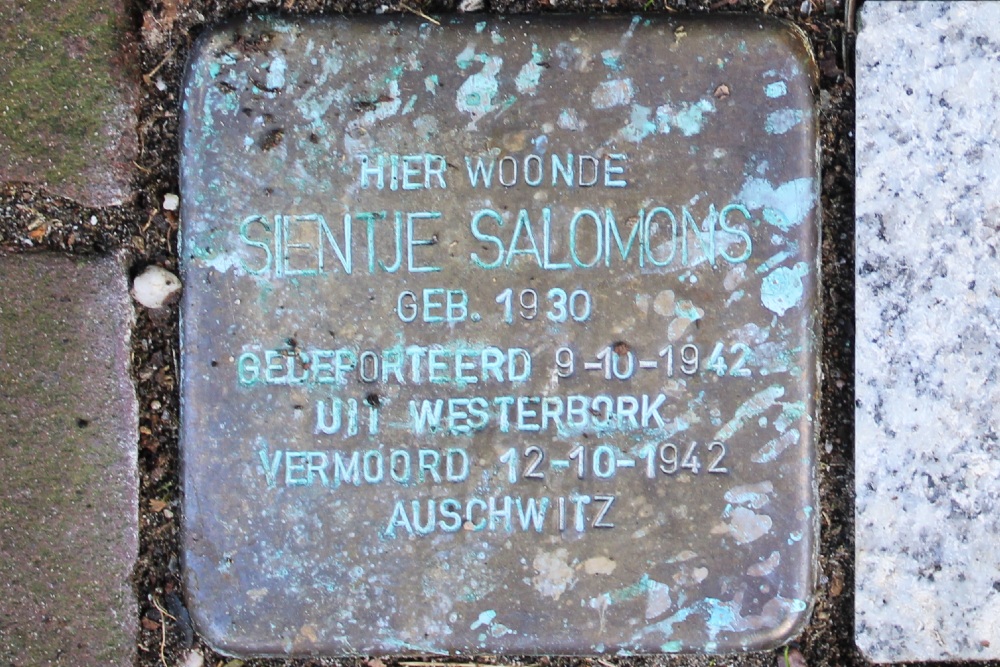 HIER WOONDE
SIENTJE SALOMONS
GEB. 1930
GEDEPORTEERD 9-10-1942
UIT WESTERBORK
VERMOORD 12-10-1942
AUSCHWITZ